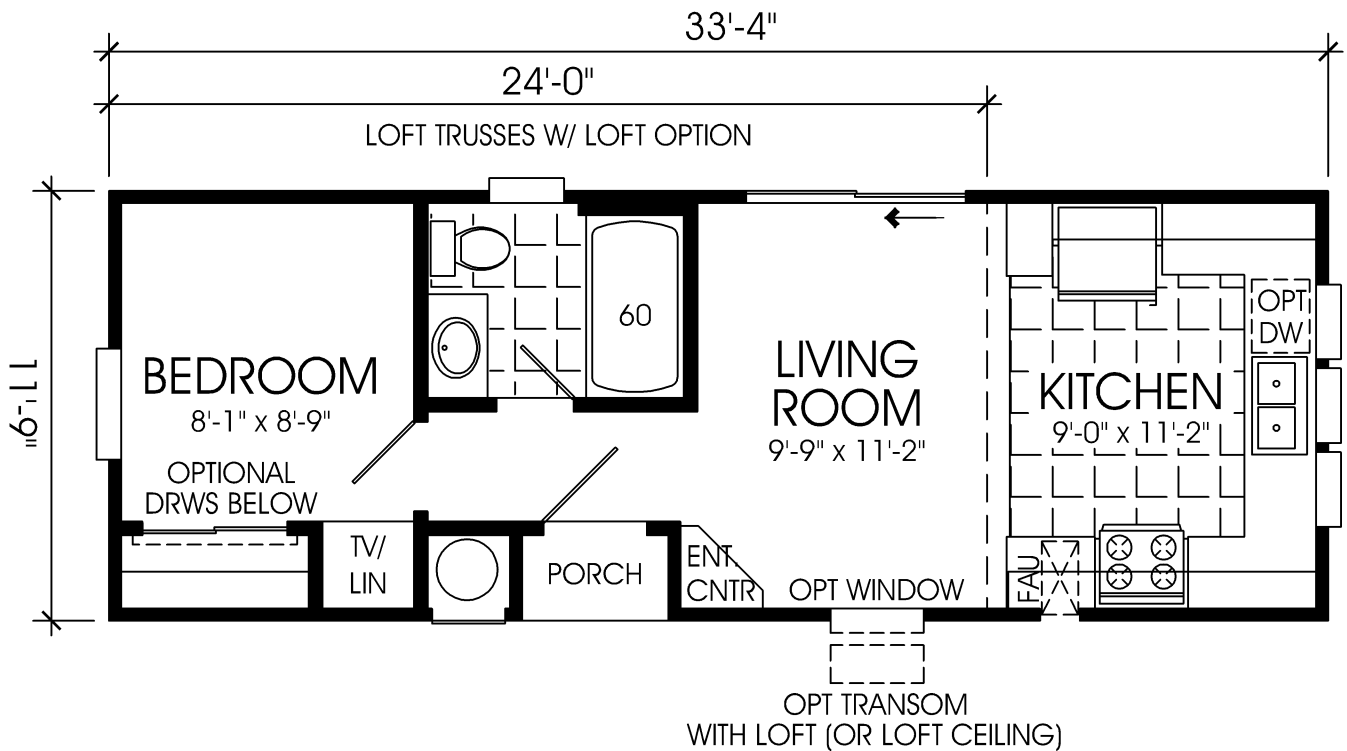 33'-4"
24'-0"
LOFT TRUSSES W/ LOFT OPTION
11'-6"
BEDROOM
8'-1" x 8'-9"
OPTIONAL
DRWS BELOW
TV/
LIN
60
PORCH
LIVING
ROOM
9'-9" x 11'-2"
ENT.
CNTR
OPT WINDOW
KITCHEN
9'-0" x 11'-2"
OPT
DW
FAU
OPT TRANSOM
WITH LOFT (OR LOFT CEILING)